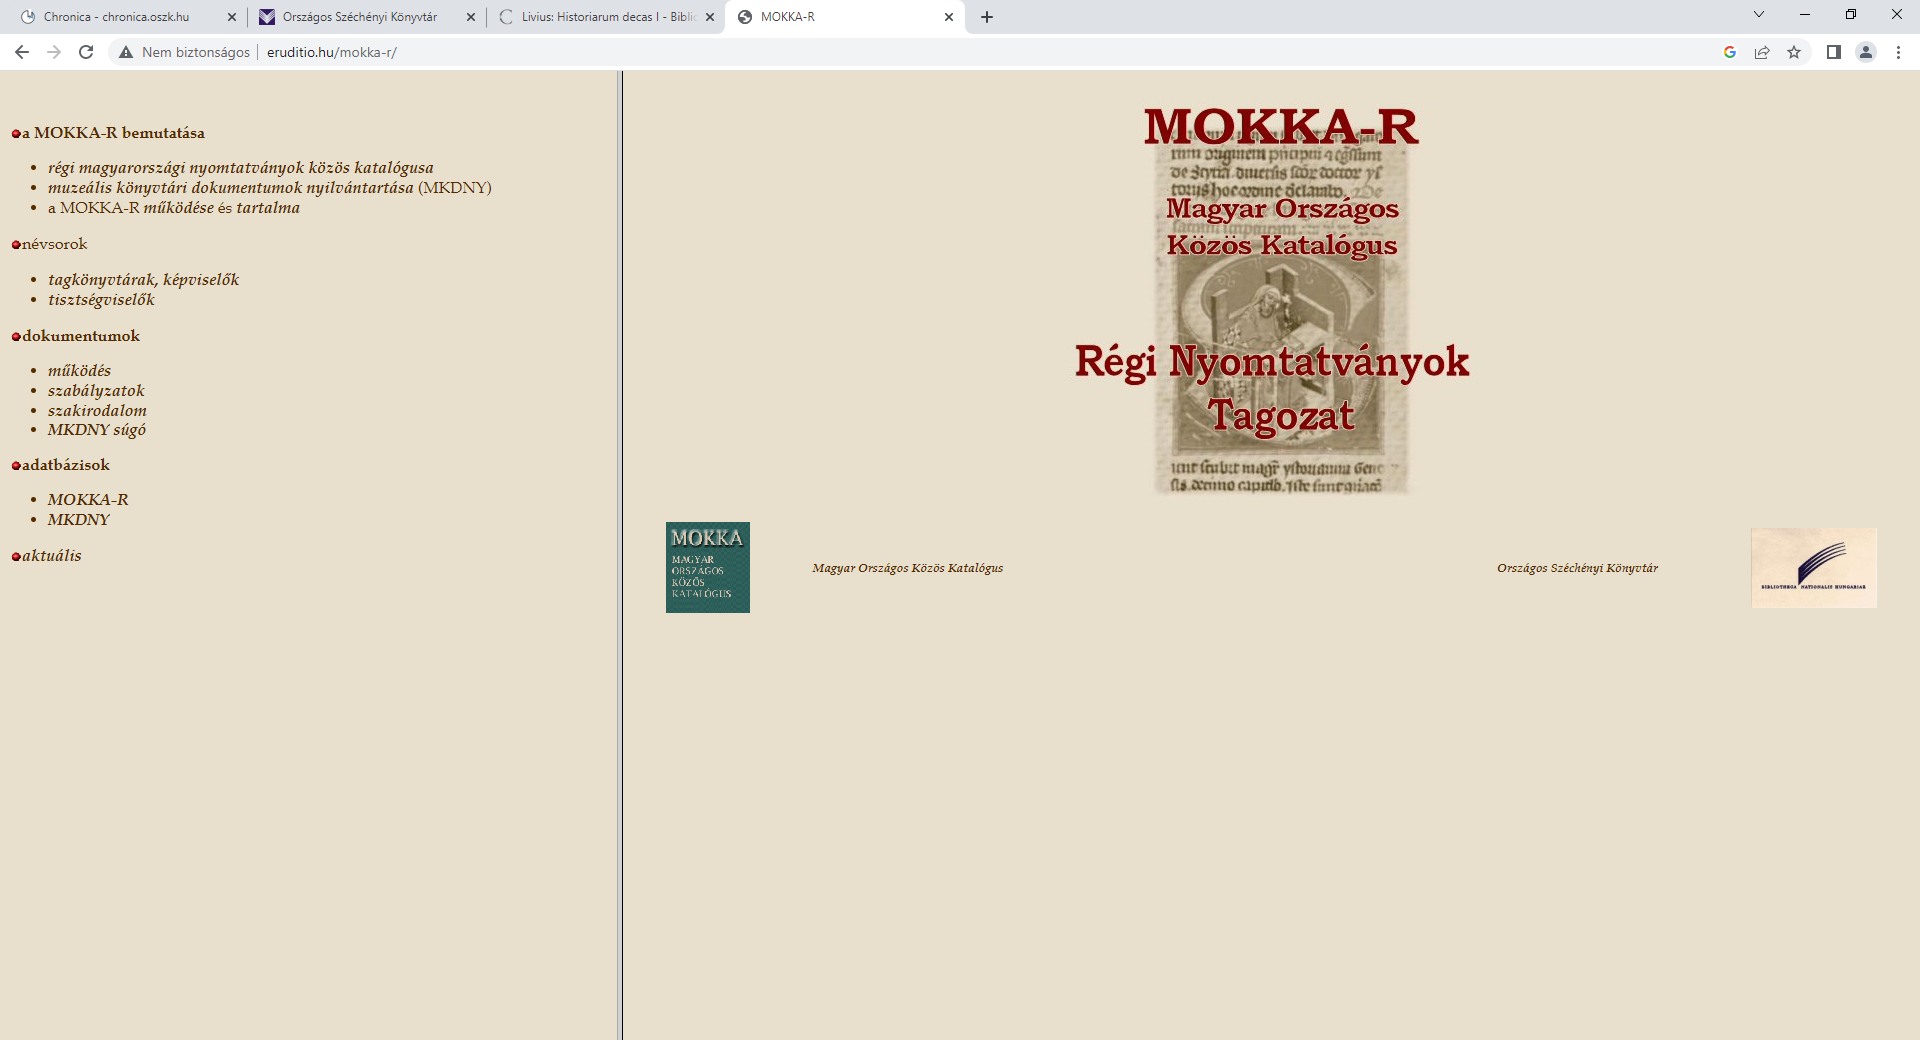 Chronica - chronica.oszk.hu
Országos Széchényi Könyvtár
Livius: Historiarum decas I - Bibli
MOKKA-R
Nem biztonságos
eruditio.hu/mokka-r/
a MOKKA-R bemutatása
• régi magyarországi nyomtatványok közös katalógusa
• muzeális könyvtári dokumentumok nyilvántartása (MKDNY)
• a MOKKA-R működése és tartalma
névsorok
• tagkönyvtárak, képviselők
• tisztségviselők
dokumentumok
• működés
• szabályzatok
• szakirodalom
• MKDNY súgó
adatbázisok
• MOKKA-R
• MKDNY
aktuális
MOKKA-R
Magyar Országos
Közös Katalógus
Régi Nyomtatványok
Tagozat
MOKKA
MAGYAR
ORSZÁGOS
KÖZÖS
KATALÓGUS
Magyar Országos Közös Katalógus
Országos Széchényi Könyvtár
BIBLIOTHECA NATIONALIS HUNGARIAE